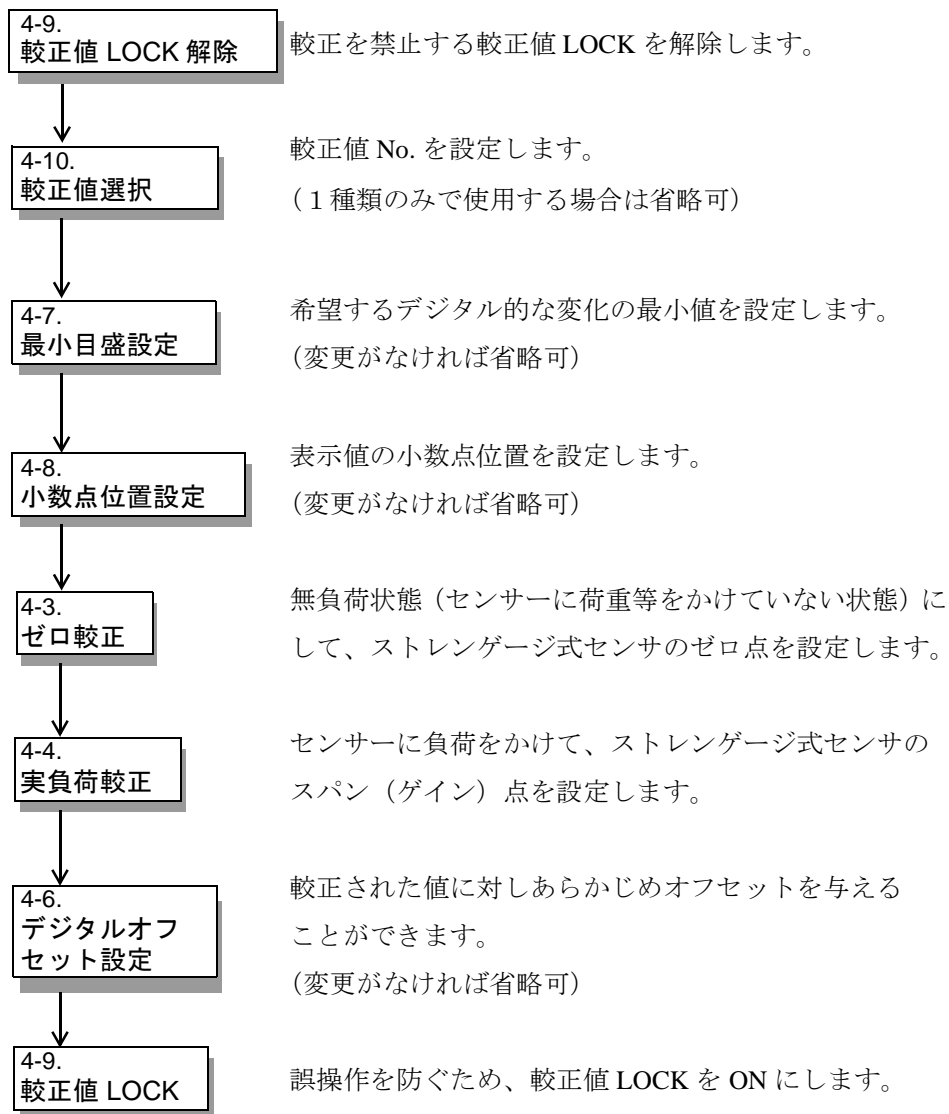 4-9.
較正値 LOCK 解除
較正を禁止する較正値 LOCK を解除します。
4-10.
較正値選択
較正値 No. を設定します。
（１種類のみで使用する場合は省略可）
4-7.
最小目盛設定
希望するデジタル的な変化の最小値を設定します。
（変更がなければ省略可）
4-8.
小数点位置設定
表示値の小数点位置を設定します。
（変更がなければ省略可）
4-3.
ゼロ較正
無負荷状態（センサーに荷重等をかけていない状態）に
して、ストレンゲージ式センサのゼロ点を設定します。
4-4.
実負荷較正
センサーに負荷をかけて、ストレンゲージ式センサの
スパン（ゲイン）点を設定します。
4-6.
デジタルオフ
セット設定
較正された値に対しあらかじめオフセットを与える
ことができます。
（変更がなければ省略可）
4-9.
較正値 LOCK
誤操作を防ぐため、較正値 LOCK を ON にします。